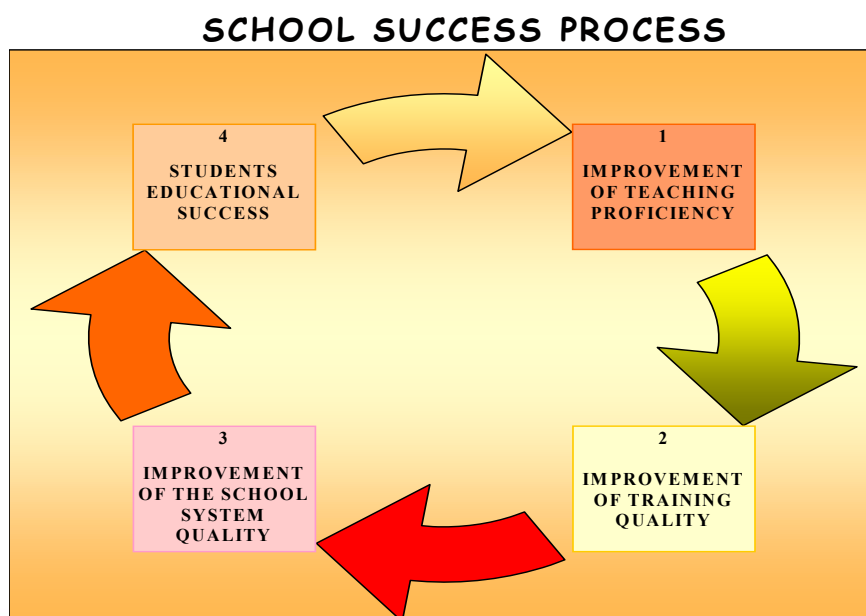 SCHOOL SUCCESS PROCESS
4
STUDENTS
EDUCATIONAL
SUCCESS
1
IMPROVEMENT
OF TEACHING
PROFICIENCY
3
IMPROVEMENT
OF THE SCHOOL
SYSTEM
QUALITY
2
IMPROVEMENT
OF TRAINING
QUALITY